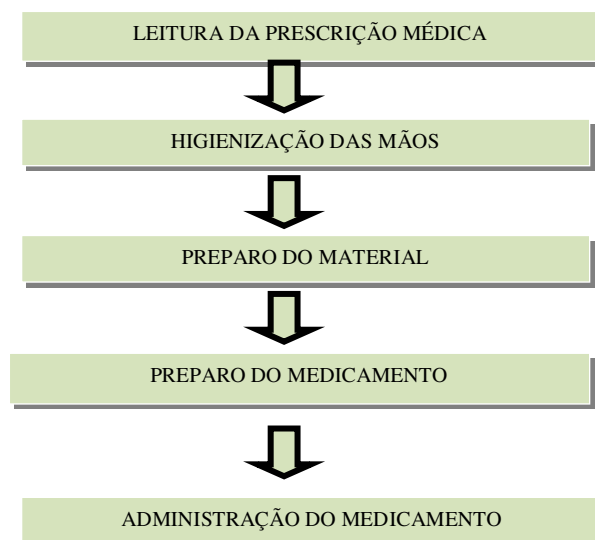 LEITURA DA PRESCRIÇÃO MÉDICA
HIGIENIZAÇÃO DAS MÃOS
PREPARO DO MATERIAL
PREPARO DO MEDICAMENTO
ADMINISTRAÇÃO DO MEDICAMENTO